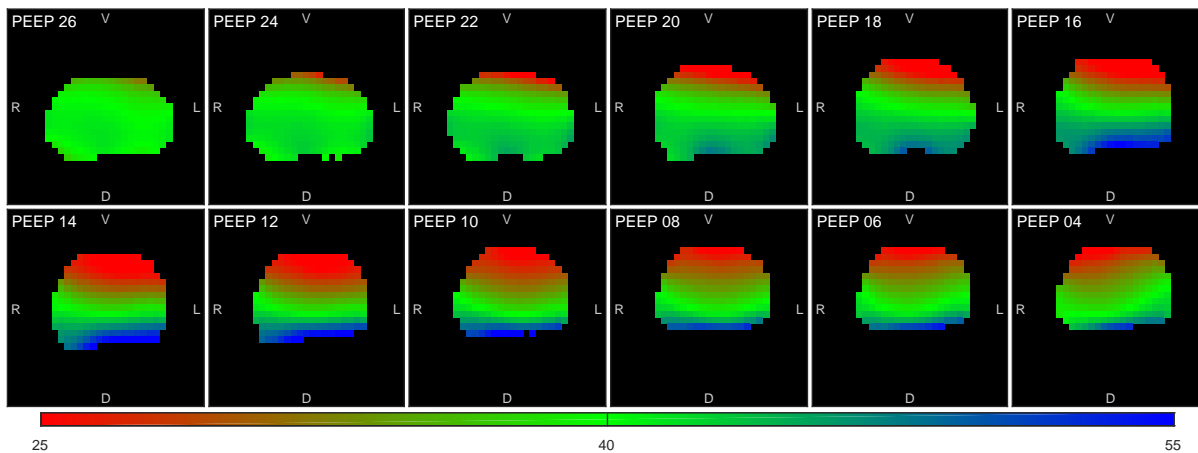 PEEP 26 V
R
D
PEEP 24 V
D
PEEP 22 V
D
PEEP 20 V
D
PEEP 18 V
D
PEEP 16 V
L
R
L
R
L
D
PEEP 14 V
R
D
PEEP 12 V
L
D
PEEP 10 V
R
D
PEEP 08 V
L
D
PEEP 06 V
R
L
D
PEEP 04 V
R
L
D
25 40 55